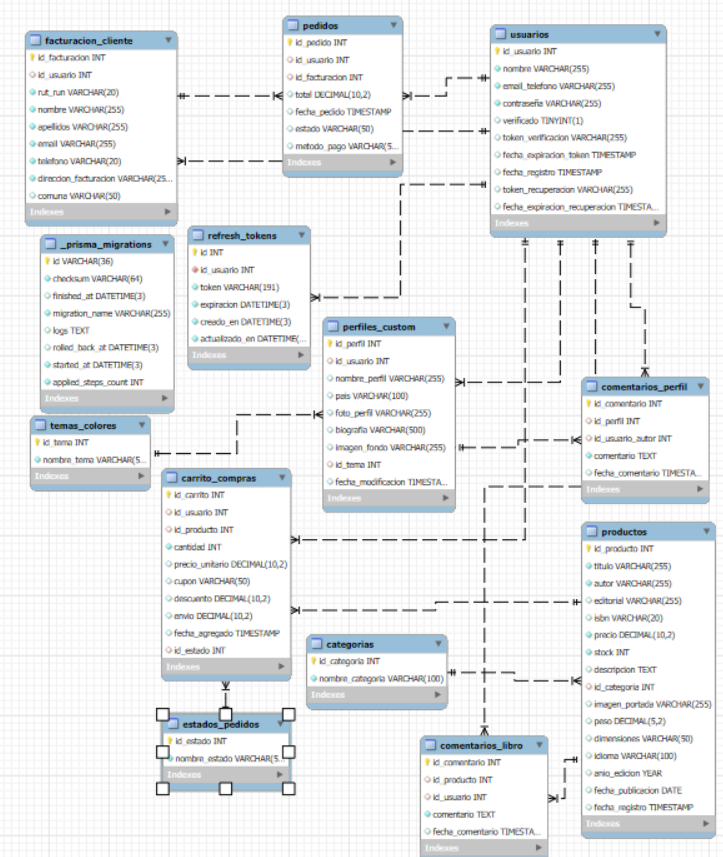 facturacion_cliente
id_facturacion INT
id_usuario INT
rut_run VARCHAR(20)
nombre VARCHAR(255)
apellidos VARCHAR(255)
email VARCHAR(255)
telefono VARCHAR(20)
direccion_facturacion VARCHAR(25...
comuna VARCHAR(50)
Indexes
pedidos
id_pedido INT
id_usuario INT
id_facturacion INT
total DECIMAL(10,2)
fecha_pedido TIMESTAMP
estado VARCHAR(50)
metodo_pago VARCHAR(5...
Indexes
usuarios
id_usuario INT
nombre VARCHAR(255)
email_telefono VARCHAR(255)
contraseña VARCHAR(255)
verificado TINYINT(1)
token_verificacion VARCHAR(255)
fecha_expiracion_token TIMESTAMP
fecha_registro TIMESTAMP
token_recuperacion VARCHAR(255)
fecha_expiracion_recuperacion TIMESTA...
Indexes
_prisma_migrations
id VARCHAR(36)
checksum VARCHAR(64)
finished_at DATETIME(3)
migration_name VARCHAR(255)
logs TEXT
rolled_back_at DATETIME(3)
started_at DATETIME(3)
applied_steps_count INT
Indexes
refresh_tokens
id INT
id_usuario INT
token VARCHAR(191)
expiracion DATETIME(3)
creado_en DATETIME(3)
actualizado_en DATETIME(...
Indexes
perfiles_custom
id_perfil INT
id_usuario INT
nombre_perfil VARCHAR(255)
pais VARCHAR(100)
foto_perfil VARCHAR(255)
biografia VARCHAR(500)
imagen_fondo VARCHAR(255)
id_tema INT
fecha_modificacion TIMESTA...
Indexes
comentarios_perfil
id_comentario INT
id_perfil INT
id_usuario_autor INT
comentario TEXT
fecha_comentario TIMESTA...
Indexes
temas_colores
id_tema INT
nombre_tema VARCHAR(5...
Indexes
carrito_compras
id_carrito INT
id_usuario INT
id_producto INT
cantidad INT
precio_unitario DECIMAL(10,2)
cupon VARCHAR(50)
descuento DECIMAL(10,2)
envio DECIMAL(10,2)
fecha_agregado TIMESTAMP
id_estado INT
Indexes
productos
id_producto INT
titulo VARCHAR(255)
autor VARCHAR(255)
editorial VARCHAR(255)
isbn VARCHAR(20)
precio DECIMAL(10,2)
stock INT
descripcion TEXT
id_categoria INT
imagen_portada VARCHAR(255)
peso DECIMAL(5,2)
dimensiones VARCHAR(50)
idioma VARCHAR(100)
anio_edicion YEAR
fecha_publicacion DATE
fecha_registro TIMESTAMP
Indexes
categorias
id_categoria INT
nombre_categoria VARCHAR(100)
Indexes
estados_pedidos
id_estado INT
nombre_estado VARCHAR(5...
Indexes
comentarios_libro
id_comentario INT
id_producto INT
id_usuario INT
comentario TEXT
fecha_comentario TIMESTA...
Indexes